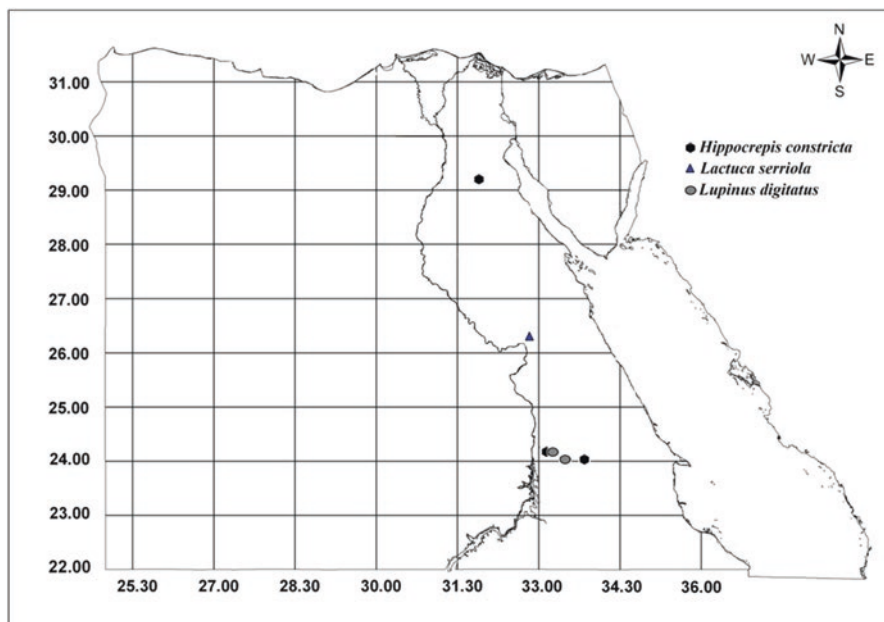 N
W E
S
31.00
30.00
29.00
28.00
27.00
26.00
25.00
24.00
23.00
22.00
25.30 27.00 28.30 30.00 31.30 33.00 34.30 36.00
Hippocrepis constricta
Lactuca serriola
Lupinus digitatus